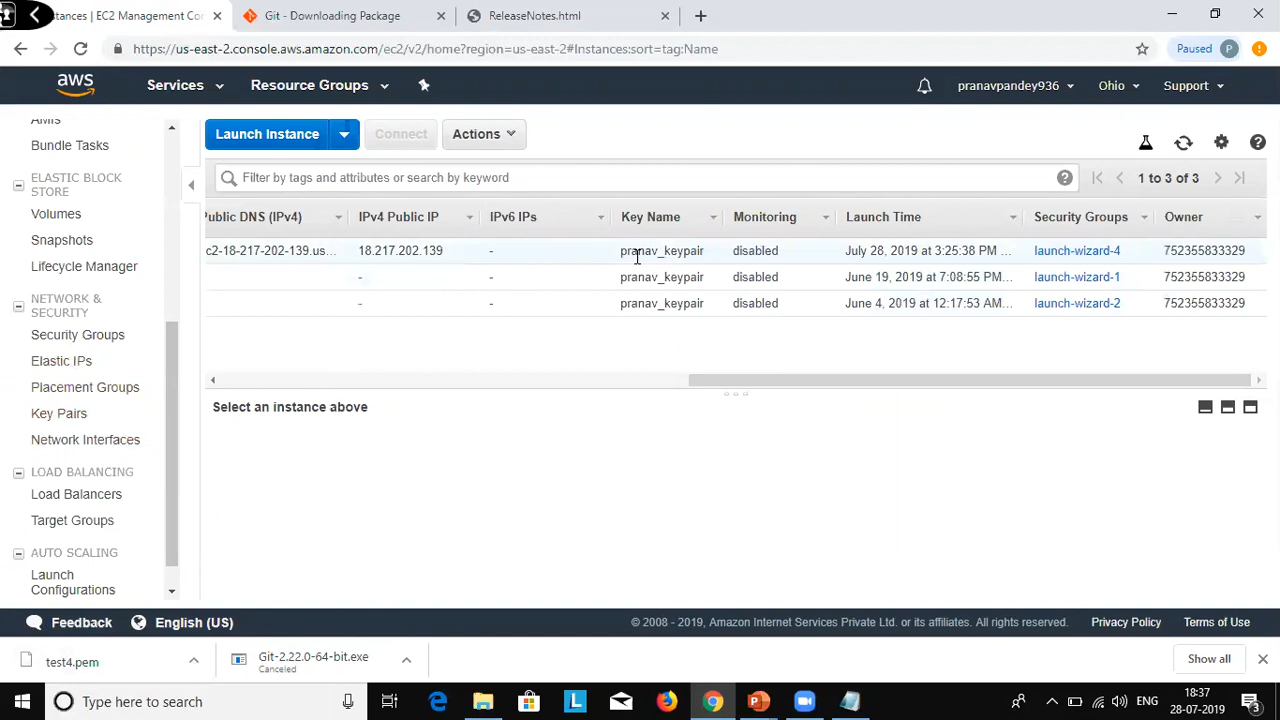 nstances | EC2 Management Co
Git - Downloading Package
ReleaseNotes.html
https://us-east-2.console.aws.amazon.com/ec2/v2/home?region=us-east-2#Instances:sort=tag:Name
Paused
P
aws
Services
Resource Groups
pranavpandey936
Ohio
Support
AMIs
Bundle Tasks
ELASTIC BLOCK
STORE
Volumes
Snapshots
Lifecycle Manager
NETWORK &
SECURITY
Security Groups
Elastic IPs
Placement Groups
Key Pairs
Network Interfaces
LOAD BALANCING
Load Balancers
Target Groups
AUTO SCALING
Launch
Configurations
Launch Instance
Connect
Actions
Filter by tags and attributes or search by keyword
1 to 3 of 3
Public DNS (IPv4) IPv4 Public IP IPv6 IPs Key Name Monitoring Launch Time Security Groups Owner
c2-18-217-202-139.us... 18.217.202.139 - pranav_keypair disabled July 28, 2019 at 3:25:38 PM ... launch-wizard-4 752355833329
- - pranav_keypair disabled June 19, 2019 at 7:08:55 PM... launch-wizard-1 752355833329
- - pranav_keypair disabled June 4, 2019 at 12:17:53 AM... launch-wizard-2 752355833329
Select an instance above
Feedback
English (US)
© 2008 - 2019, Amazon Internet Services Private Ltd. or its affiliates. All rights reserved.
Privacy Policy
Terms of Use
test4.pem
Git-2.22.0-64-bit.exe
Canceled
Show all
Type here to search
L
P
ENG
18:37
28-07-2019
3